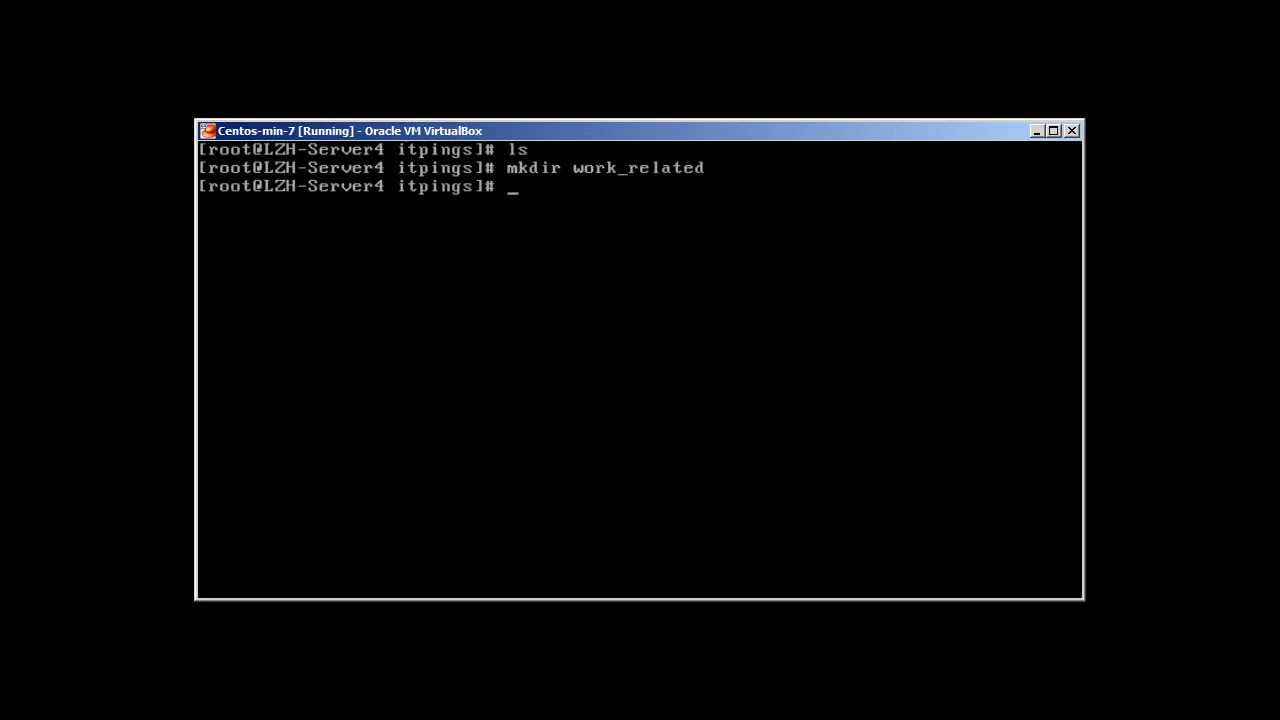 Centos-min-7 [Running] - Oracle VM VirtualBox
[root@LZH-Server4 itpings]# ls
[root@LZH-Server4 itpings]# mkdir work_related
[root@LZH-Server4 itpings]# _